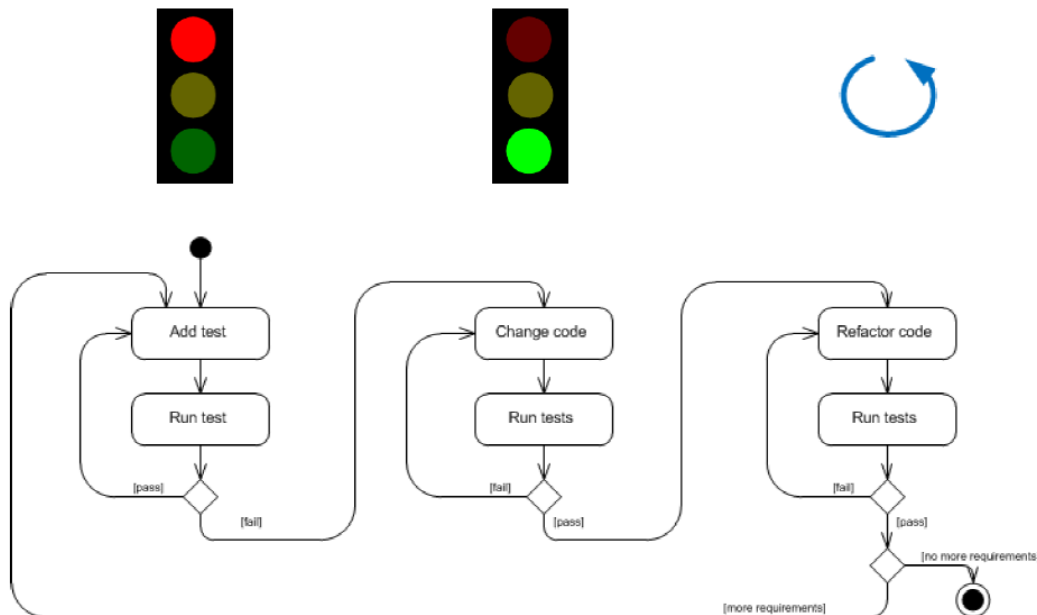 Add test
Change code
Refactor code
Run test
Run tests
Run tests
[pass]
[fail]
[fail]
[fail]
[pass]
[pass]
[no more requirements
[more requirements]